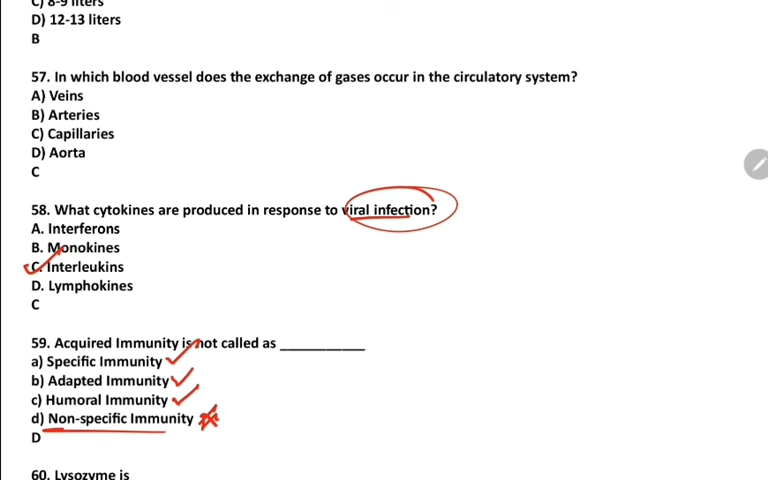 C) 8-9 liters
D) 12-13 liters
B
57. In which blood vessel does the exchange of gases occur in the circulatory system?
A) Veins
B) Arteries
C) Capillaries
D) Aorta
C
58. What cytokines are produced in response to viral infection?
A. Interferons
B. Monokines
C. Interleukins
D. Lymphokines
C
59. Acquired Immunity is not called as ____________
a) Specific Immunity
b) Adapted Immunity
c) Humoral Immunity
d) Non-specific Immunity
D
60. Lysozyme is